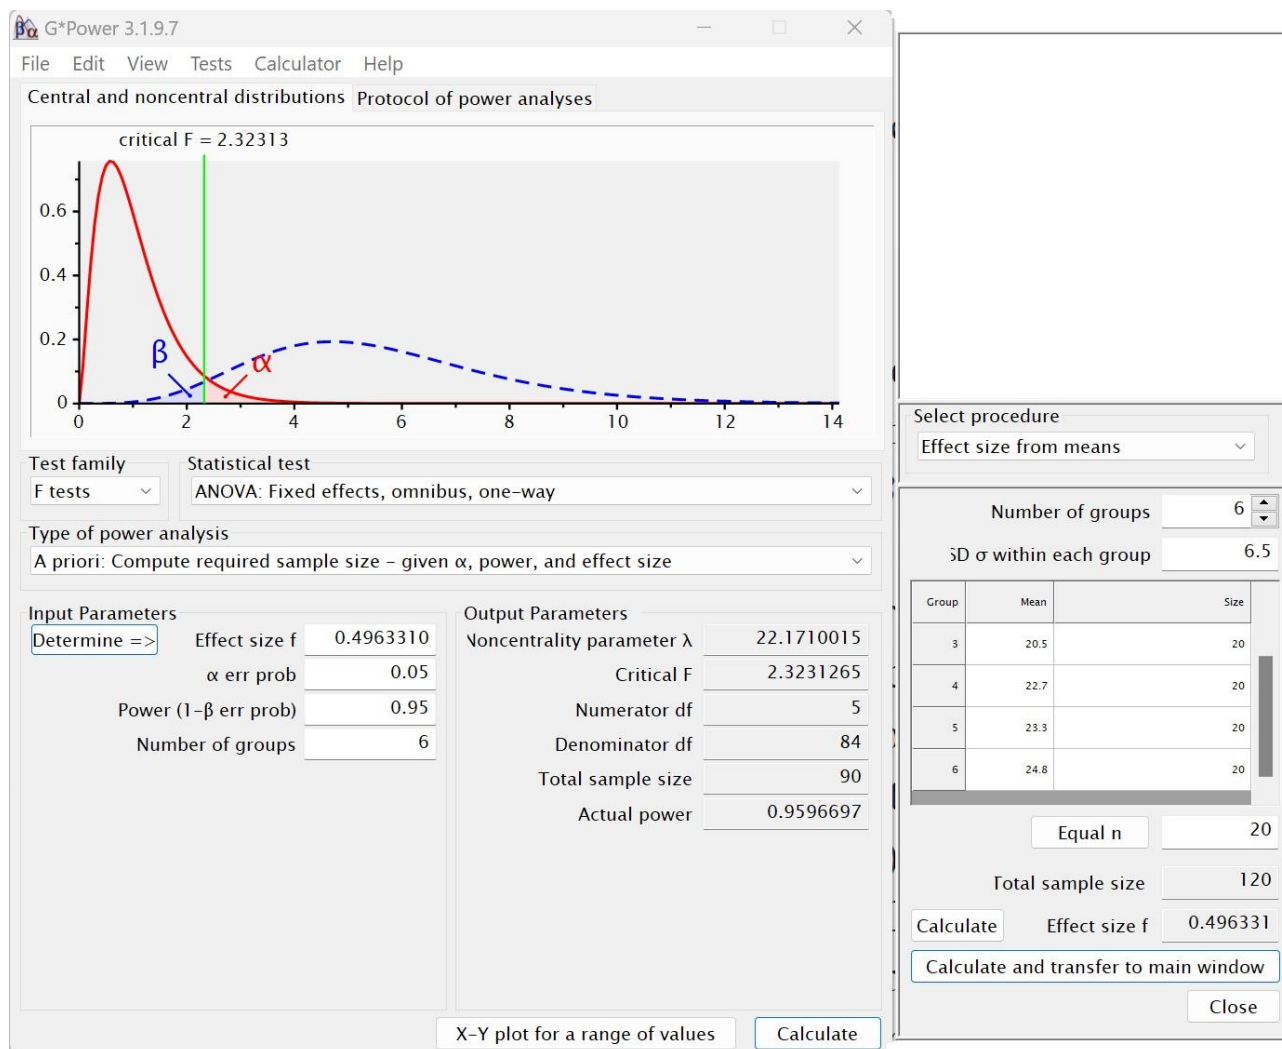 G*Power 3.1.9.7
File Edit View Tests Calculator Help
Central and noncentral distributions Protocol of power analyses
critical F = 2.32313
0.6
0.4
0.2
0
β
α
0 2 4 6 8 10 12 14
Test family Statistical test
F tests ANOVA: Fixed effects, omnibus, one-way
Type of power analysis
A priori: Compute required sample size – given α, power, and effect size
Input Parameters
Determine => Effect size f 0.4963310
α err prob 0.05
Power (1-β err prob) 0.95
Number of groups 6
Output Parameters
Noncentrality parameter λ 22.1710015
Critical F 2.3231265
Numerator df 5
Denominator df 84
Total sample size 90
Actual power 0.9596697
X-Y plot for a range of values Calculate
Select procedure
Effect size from means
Number of groups 6
SD σ within each group 6.5
Group Mean Size
3 20.5 20
4 22.7 20
5 23.3 20
6 24.8 20
Equal n 20
Total sample size 120
Calculate Effect size f 0.496331
Calculate and transfer to main window
Close